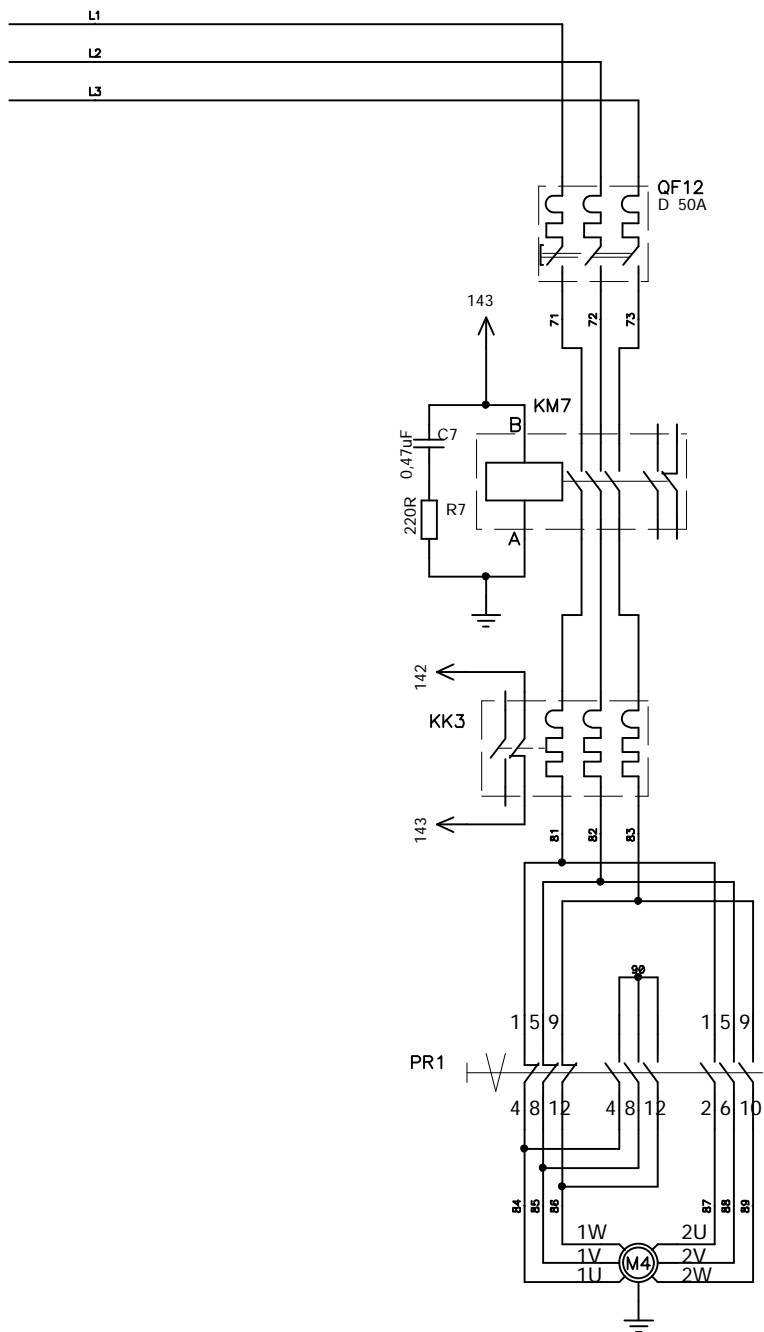 L1
L2
L3
QF12
D 50A
71
72
73
143
KM7
B
C7
0,47uF
R7
220R
A
142
KK3
143
81
82
83
90
1 5 9
1 5 9
PR1
4 8 12
4 8 12
2 6 10
84
85
86
87
88
89
1W
2U
1V
M4
2V
1U
2W